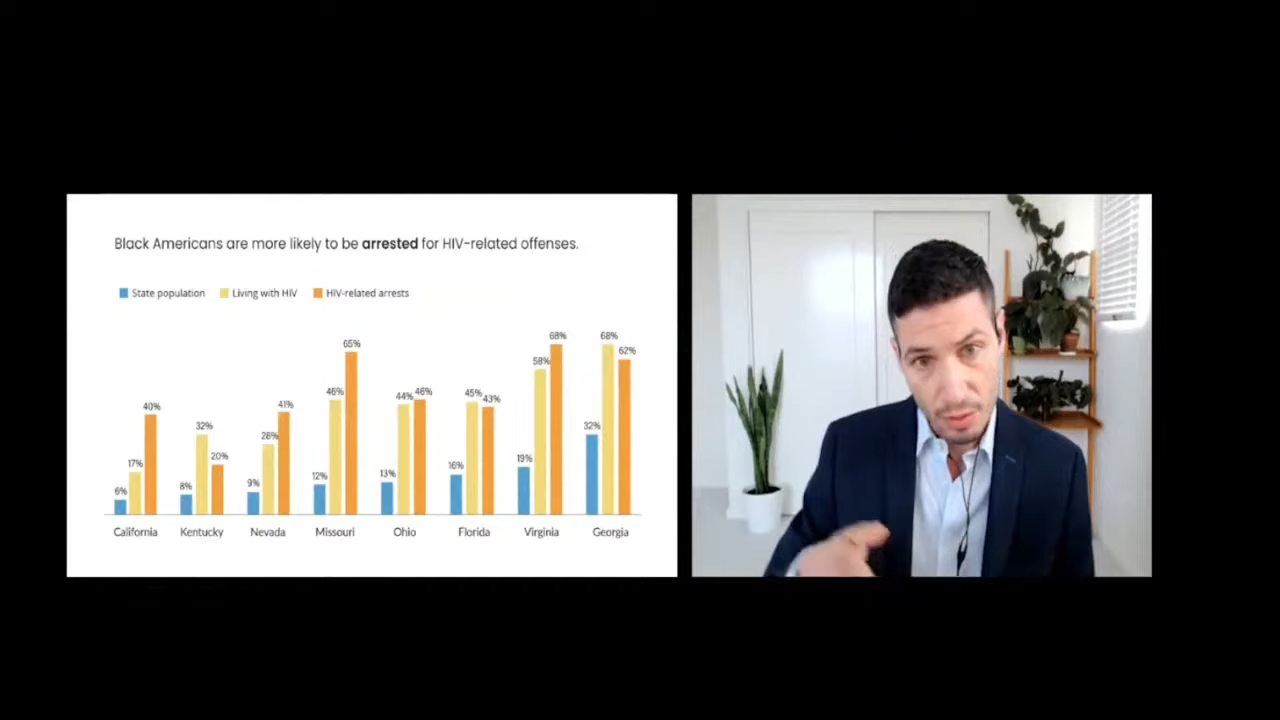 Black Americans are more likely to be arrested for HIV-related offenses.
State population Living with HIV HIV-related arrests
6% 17% 40% 8% 32% 20% 9% 28% 41% 12% 46% 65% 13% 44% 46% 16% 45% 43% 19% 58% 68% 32% 68% 62%
California Kentucky Nevada Missouri Ohio Florida Virginia Georgia